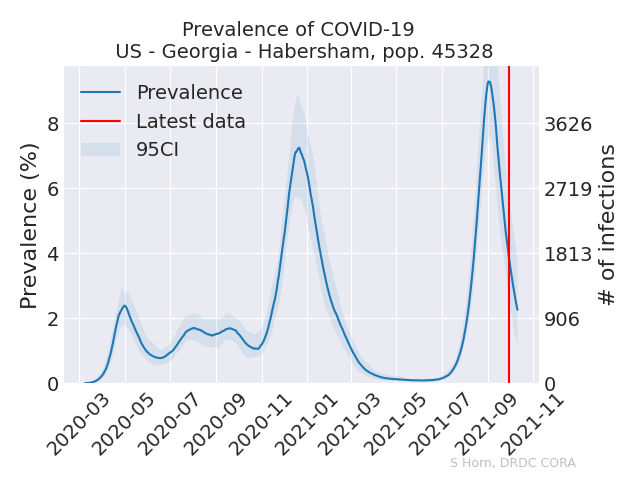 Prevalence of COVID-19
US - Georgia - Habersham, pop. 45328
Prevalence
Latest data
95CI
Prevalence (%)
8
6
4
2
0
3626
2719
1813
906
0
# of infections
2020-03
2020-05
2020-07
2020-09
2020-11
2021-01
2021-03
2021-05
2021-07
2021-09
2021-11
S Horn, DRDC CORA